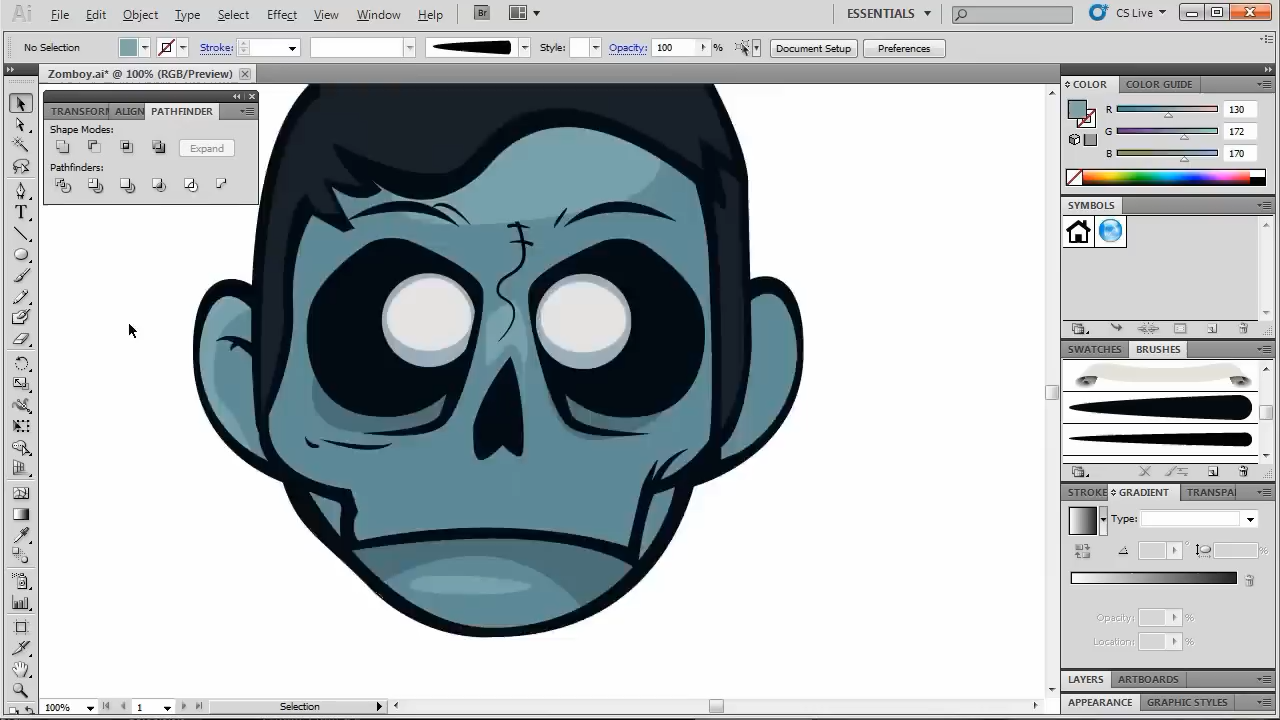 Ai File Edit Object Type Select Effect View Window Help Br ESSENTIALS CS Live
No Selection Stroke: Style: Opacity: 100 % Document Setup Preferences
Zomboy.ai* @ 100% (RGB/Preview)
TRANSFORM ALIGN PATHFINDER
Shape Modes:
Expand
Pathfinders:
COLOR COLOR GUIDE
R 130
G 172
B 170
SYMBOLS
SWATCHES BRUSHES
STROKE GRADIENT TRANSPA
Type:
°
Opacity: %
Location: %
LAYERS ARTBOARDS
APPEARANCE GRAPHIC STYLES
100% 1 Selection